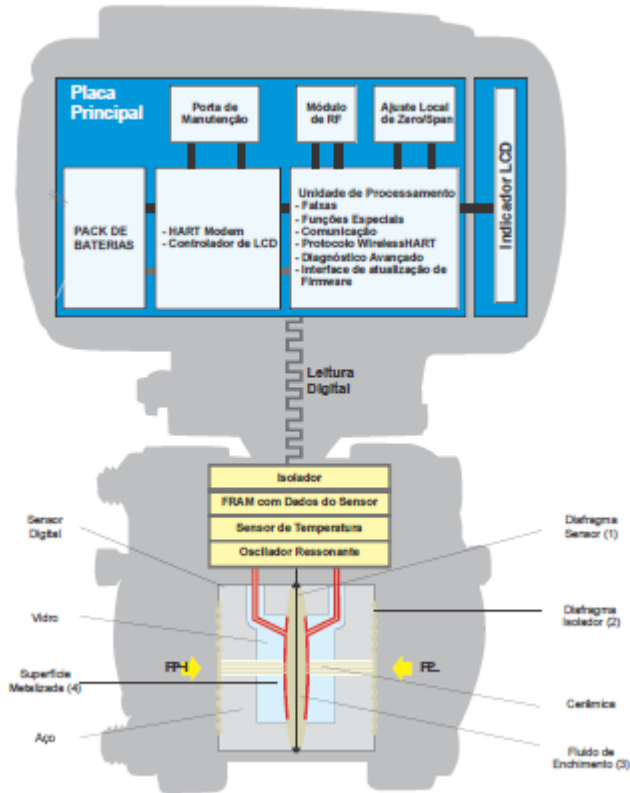 Placa
Principal
Porta de
Manutenção
Módulo
de RF
Ajuste Local
de Zero/Span
Indicador LCD
PACK DE
BATERIAS
- HART Modem
- Controlador de LCD
Unidade de Processamento
- Faixas
- Funções Especiais
- Comunicação
- Protocolo WirelessHART
- Diagnóstico Avançado
- Interface de atualização de
Firmware
Leitura
Digital
Isolador
FRAM com Dados do Sensor
Sensor de Temperatura
Oscilador Ressonante
Sensor
Digital
Diafragma
Sensor (1)
Vidro
Diafragma
Isolador (2)
Superfície
Metalizada (4)
Cerâmica
Aço
Fluído de
Enchimento (3)